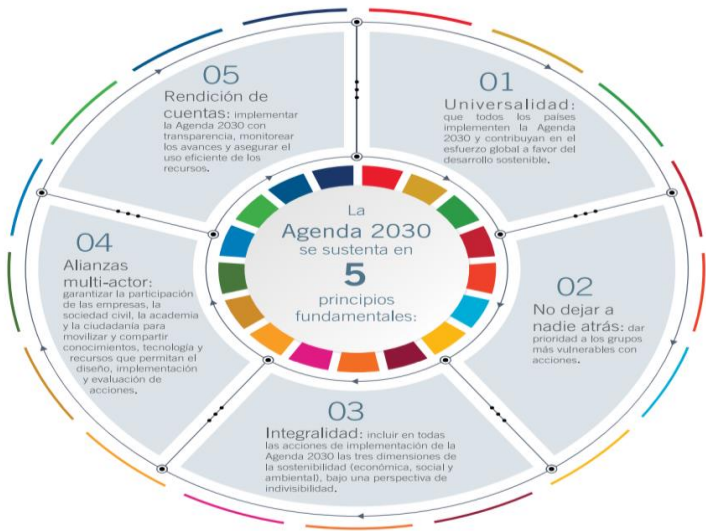 La
Agenda 2030
se sustenta en
5
principios
fundamentales:
01
Universalidad:
que todos los países
implementen la Agenda
2030 y contribuyan en el
esfuerzo global a favor del
desarrollo sostenible.
02
No dejar a
nadie atrás: dar
prioridad a los grupos
más vulnerables con
acciones.
03
Integralidad: incluir en todas
las acciones de implementación de la
Agenda 2030 las tres dimensiones de
la sostenibilidad (económica, social y
ambiental), bajo una perspectiva de
indivisibilidad.
04
Alianzas
multi-actor:
garantizar la participación
de las empresas, la
sociedad civil, la academia
y la ciudadanía para
movilizar y compartir
conocimientos, tecnología y
recursos que permitan el
diseño, implementación
y evaluación de
acciones.
05
Rendición de
cuentas: implementar
la Agenda 2030 con
transparencia, monitorear
los avances y asegurar el
uso eficiente de los
recursos.